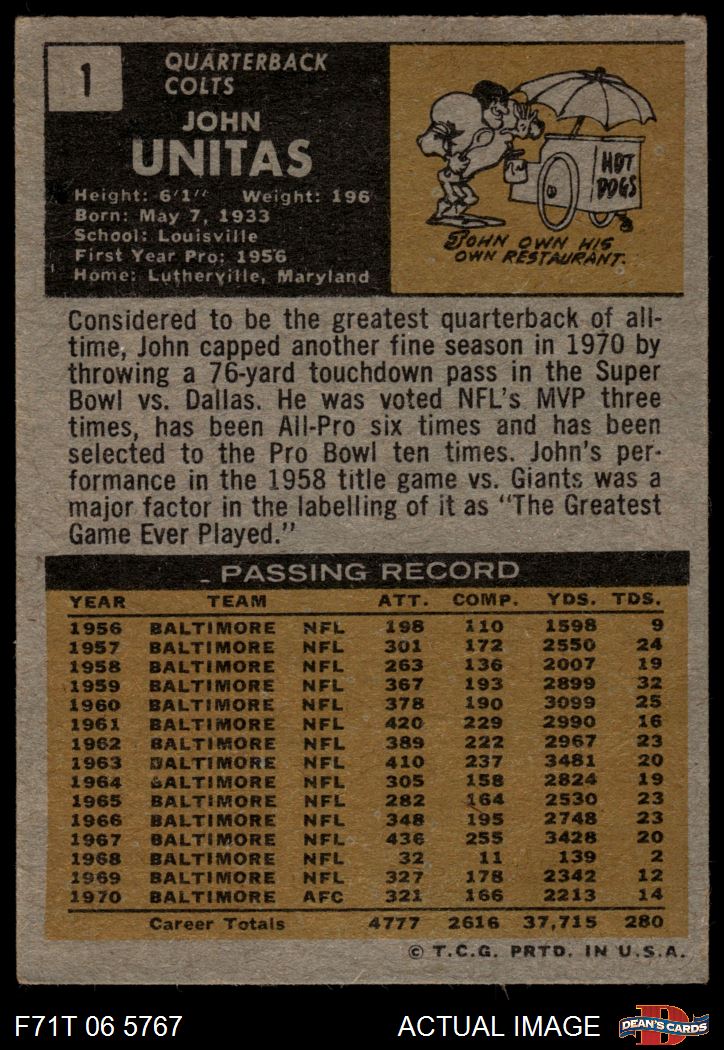 1
QUARTERBACK
COLTS
JOHN
UNITAS
Height: 6'1" Weight: 196
Born: May 7, 1933
School: Louisville
First Year Pro: 1956
Home: Lutherville, Maryland
HOT
DOGS
JOHN OWN HIS
OWN RESTAURANT.
Considered to be the greatest quarterback of all-
time, John capped another fine season in 1970 by
throwing a 76-yard touchdown pass in the Super
Bowl vs. Dallas. He was voted NFL's MVP three
times, has been All-Pro six times and has been
selected to the Pro Bowl ten times. John's per-
formance in the 1958 title game vs. Giants was a
major factor in the labelling of it as "The Greatest
Game Ever Played."
PASSING RECORD
YEAR TEAM ATT. COMP. YDS. TDS.
1956 BALTIMORE NFL 198 110 1598 9
1957 BALTIMORE NFL 301 172 2550 24
1958 BALTIMORE NFL 263 136 2007 19
1959 BALTIMORE NFL 367 193 2899 32
1960 BALTIMORE NFL 378 190 3099 25
1961 BALTIMORE NFL 420 229 2990 16
1962 BALTIMORE NFL 389 222 2967 23
1963 BALTIMORE NFL 410 237 3481 20
1964 BALTIMORE NFL 305 158 2824 19
1965 BALTIMORE NFL 282 164 2530 23
1966 BALTIMORE NFL 348 195 2748 23
1967 BALTIMORE NFL 436 255 3428 20
1968 BALTIMORE NFL 32 11 139 2
1969 BALTIMORE NFL 327 178 2342 12
1970 BALTIMORE AFC 321 166 2213 14
Career Totals 4777 2616 37,715 280
© T.C.G. PRTD. IN U.S.A.
F71T 06 5767 ACTUAL IMAGE D DEAN'S CARDS